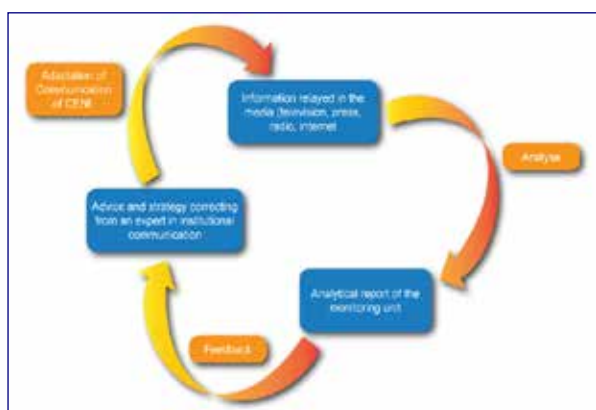 Adaptation of
Communication
of CENI
Information relayed in the
media (television, press,
radio, internet
Analyse
Advice and strategy correcting
from an expert in institutional
communication
Analytical report of the
monitoring unit
Feedback